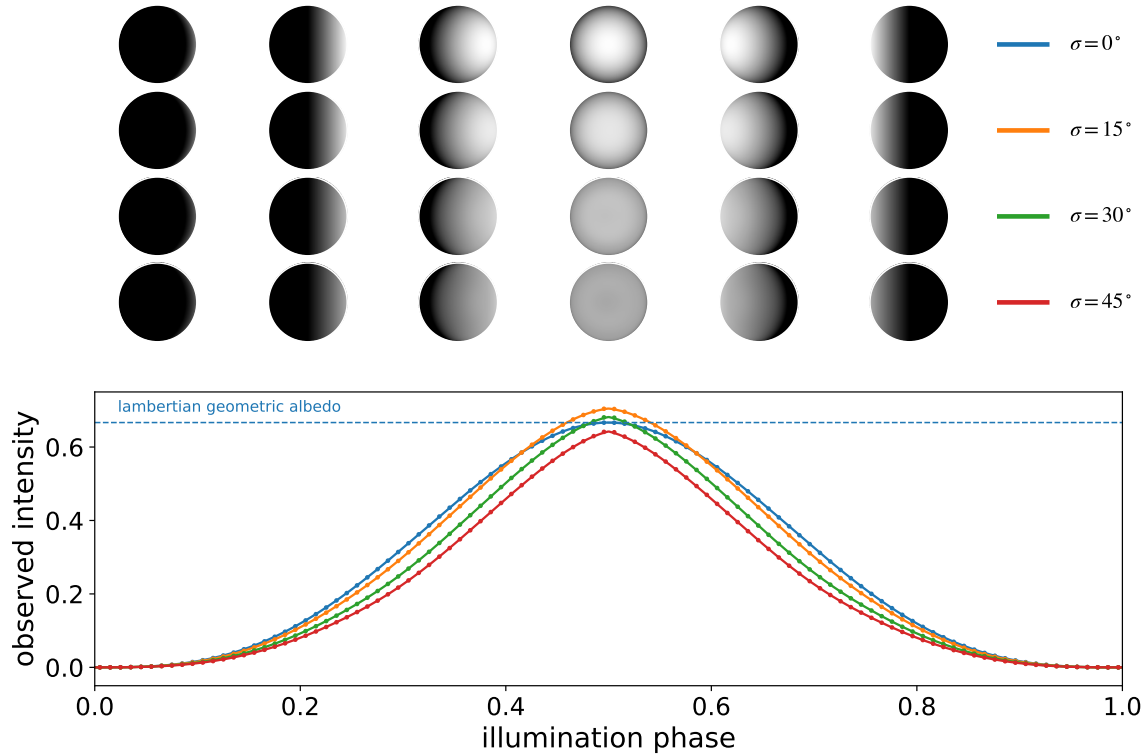 σ = 0°
σ = 15°
σ = 30°
σ = 45°
lambertian geometric albedo
observed intensity
0.6
0.4
0.2
0.0
0.0 0.2 0.4 0.6 0.8 1.0
illumination phase